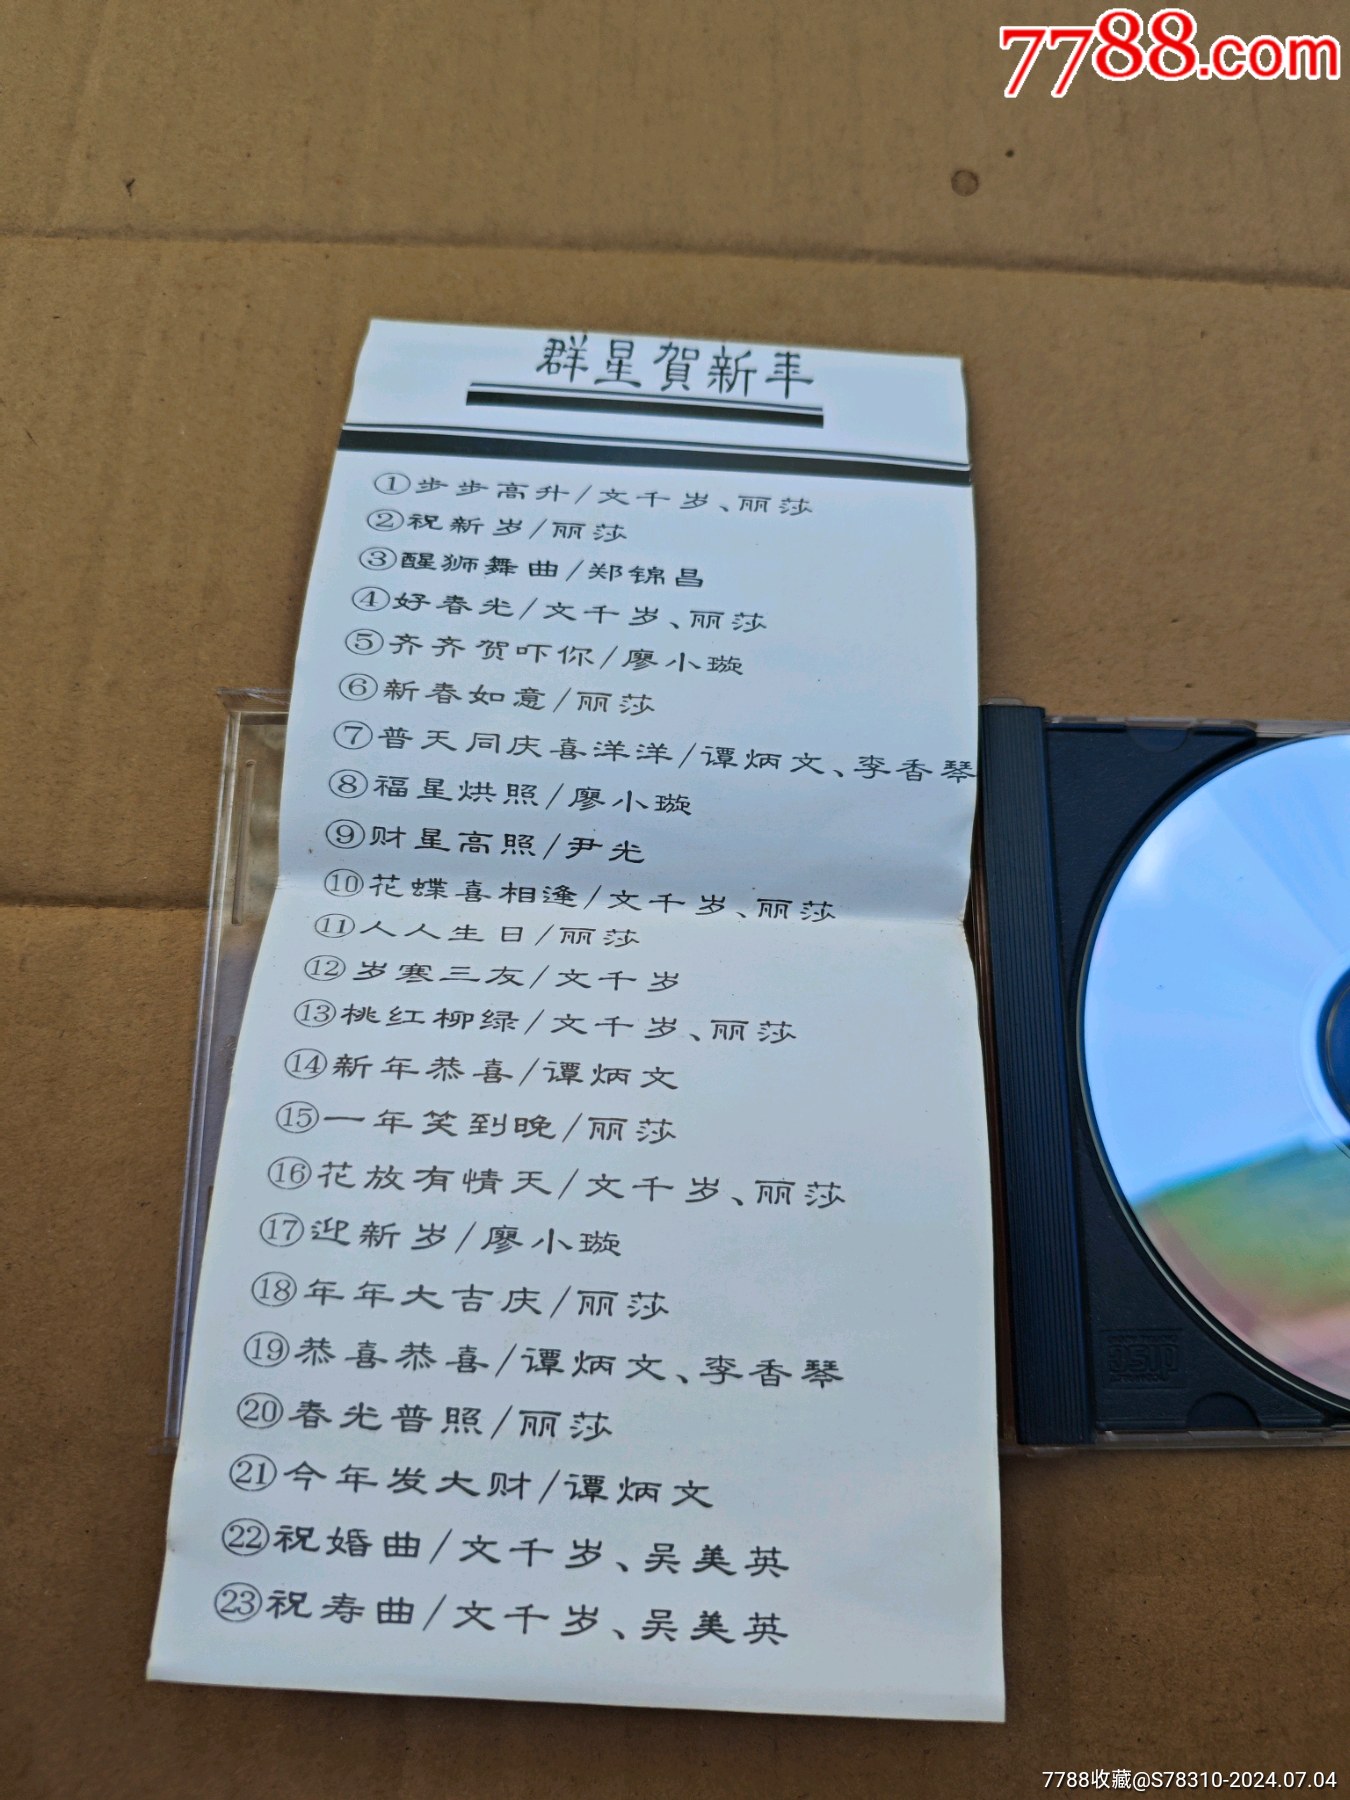 7788.com
群星賀新年
①步步高升/文千岁、丽莎
②祝新岁/丽莎
③醒狮舞曲/郑锦昌
④好春光/文千岁、丽莎
⑤齐齐贺吓你/廖小璇
⑥新春如意/丽莎
⑦普天同庆喜洋洋/谭炳文、李香琴
⑧福星烘照/廖小璇
⑨财星高照/尹光
⑩花蝶喜相逢/文千岁、丽莎
⑪人人生日/丽莎
⑫岁寒三友/文千岁
⑬桃红柳绿/文千岁、丽莎
⑭新年恭喜/谭炳文
⑮一年笑到晚/丽莎
⑯花放有情天/文千岁、丽莎
⑰迎新岁/廖小璇
⑱年年大吉庆/丽莎
⑲恭喜恭喜/谭炳文、李香琴
⑳春光普照/丽莎
㉑今年发大财/谭炳文
㉒祝婚曲/文千岁、吴美英
㉓祝寿曲/文千岁、吴美英
7788收藏@S78310-2024.07.04